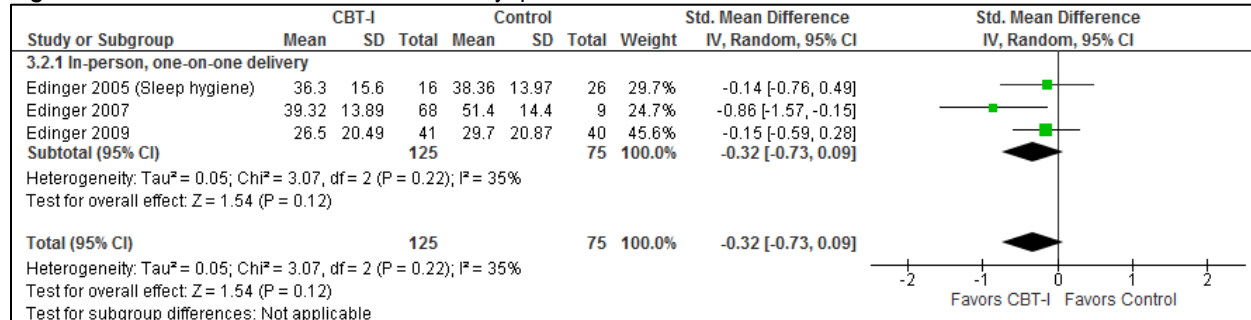 CBT-I Control Std. Mean Difference Std. Mean Difference
Study or Subgroup Mean SD Total Mean SD Total Weight IV, Random, 95% CI IV, Random, 95% CI
3.2.1 In-person, one-on-one delivery
Edinger 2005 (Sleep hygiene) 36.3 15.6 16 38.36 13.97 26 29.7% -0.14 [-0.76, 0.49]
Edinger 2007 39.32 13.89 68 51.4 14.4 9 24.7% -0.86 [-1.57, -0.15]
Edinger 2009 26.5 20.49 41 29.7 20.87 40 45.6% -0.15 [-0.59, 0.28]
Subtotal (95% CI) 125 75 100.0% -0.32 [-0.73, 0.09]
Heterogeneity: Tau² = 0.05; Chi² = 3.07, df = 2 (P = 0.22); I² = 35%
Test for overall effect: Z = 1.54 (P = 0.12)
Total (95% CI) 125 75 100.0% -0.32 [-0.73, 0.09]
Heterogeneity: Tau² = 0.05; Chi² = 3.07, df = 2 (P = 0.22); I² = 35%
Test for overall effect: Z = 1.54 (P = 0.12)
Test for subgroup differences: Not applicable
-2 -1 0 1 2
Favors CBT-I Favors Control